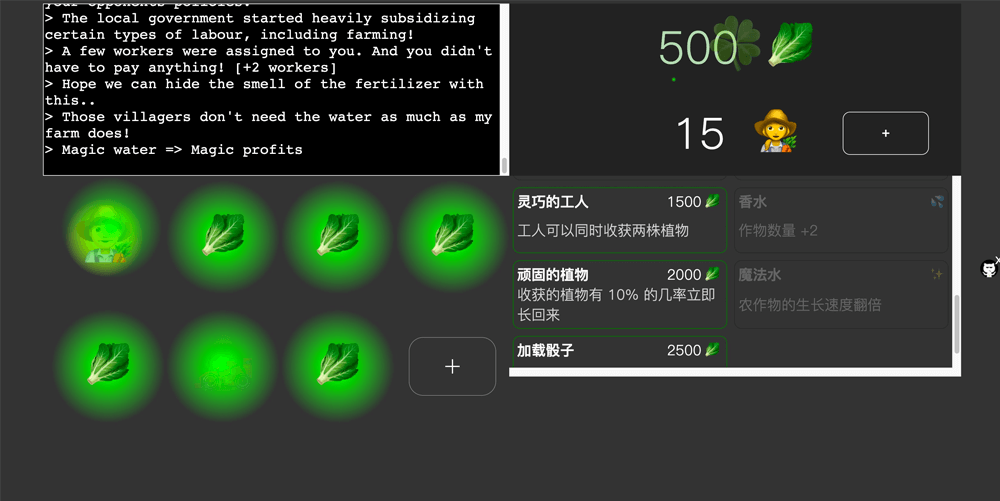 your opponents policies.
> The local government started heavily subsidizing
certain types of labour, including farming!
> A few workers were assigned to you. And you didn't
have to pay anything! [+2 workers]
> Hope we can hide the smell of the fertilizer with
this..
> Those villagers don't need the water as much as my
farm does!
> Magic water => Magic profits
500
15
+
灵巧的工人 1500
工人可以同时收获两株植物
顽固的植物 2000
收获的植物有 10% 的几率立即
长回来
加载骰子 2500
香水
作物数量 +2
魔法水
农作物的生长速度翻倍
+